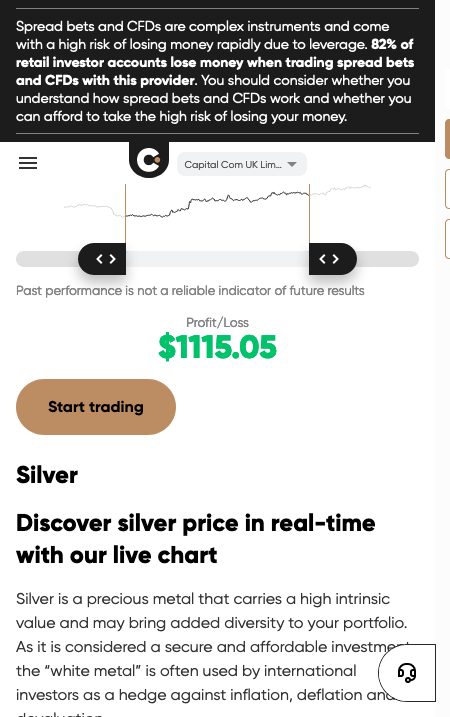 Spread bets and CFDs are complex instruments and come
with a high risk of losing money rapidly due to leverage. 82% of
retail investor accounts lose money when trading spread bets
and CFDs with this provider. You should consider whether you
understand how spread bets and CFDs work and whether you
can afford to take the high risk of losing your money.
Capital Com UK Lim...
Past performance is not a reliable indicator of future results
Profit/Loss
$1115.05
Start trading
Silver
Discover silver price in real-time
with our live chart
Silver is a precious metal that carries a high intrinsic
value and may bring added diversity to your portfolio.
As it is considered a secure and affordable investment
the “white metal” is often used by international
investors as a hedge against inflation, deflation and
devaluation